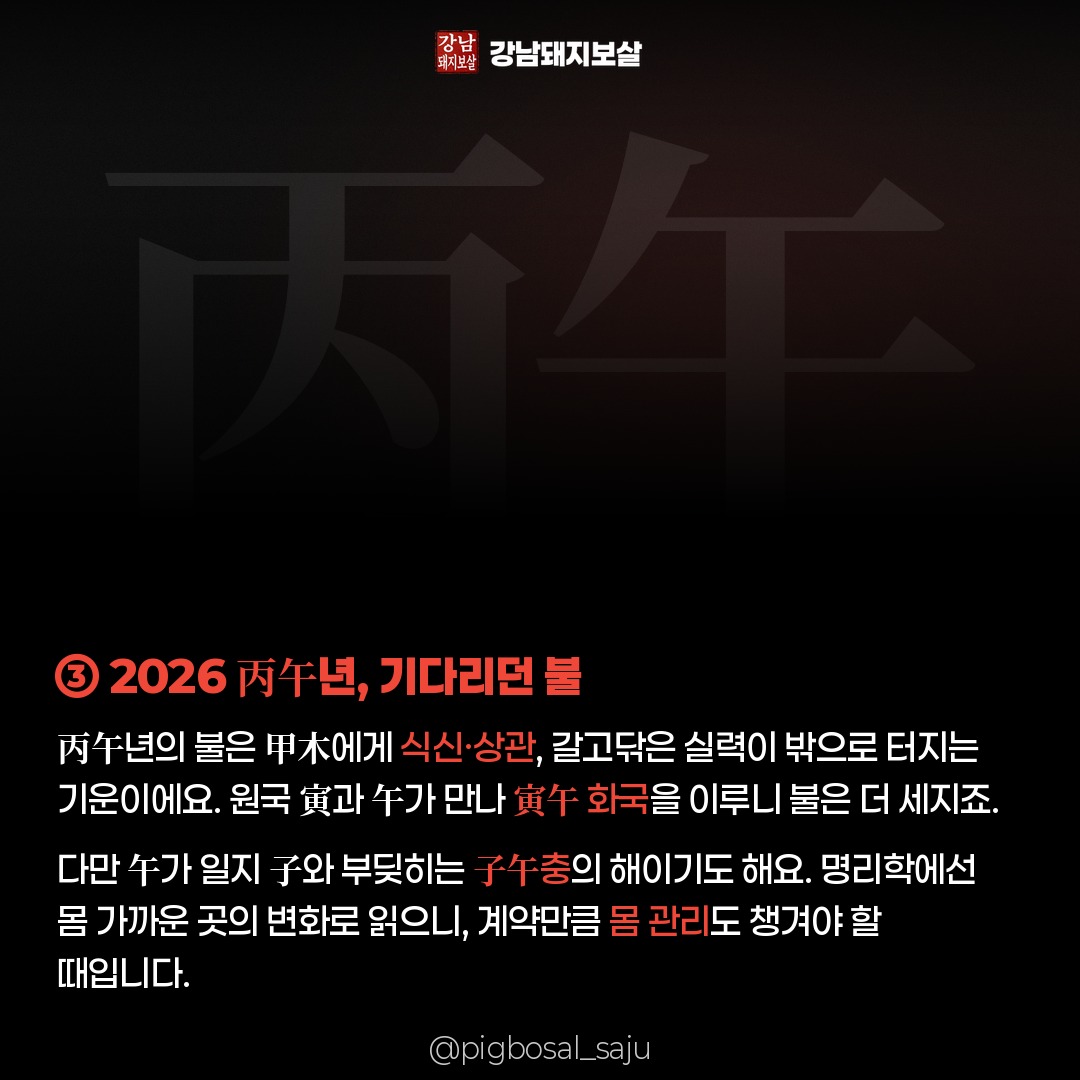 강남
돼지보살
강남돼지보살
丙午
③ 2026 丙午년, 기다리던 불
丙午년의 불은 甲木에게 식신·상관, 갈고닦은 실력이 밖으로 터지는
기운이에요. 원국 寅과 午가 만나 寅午 화국을 이루니 불은 더 세지죠.
다만 午가 일지 子와 부딪히는 子午충의 해이기도 해요. 명리학에선
몸 가까운 곳의 변화로 읽으니, 계약만큼 몸 관리도 챙겨야 할
때입니다.
@pigbosal_saju